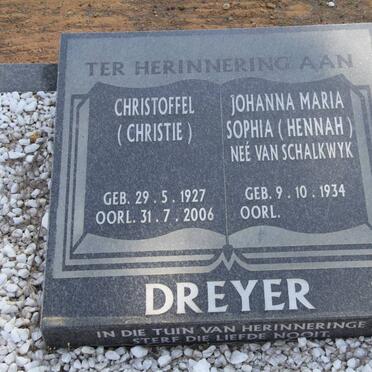 TER HERINNERING AAN
CHRISTOFFEL
( CHRISTIE )
GEB. 29 . 5 . 1927
OORL. 31 . 7 . 2006
JOHANNA MARIA
SOPHIA ( HENNAH )
NEÉ VAN SCHALKWYK
GEB. 9 . 10 . 1934
OORL.
DREYER
IN DIE TUIN VAN HERINNERINGE
STERF DIE LIEFDE NOOIT